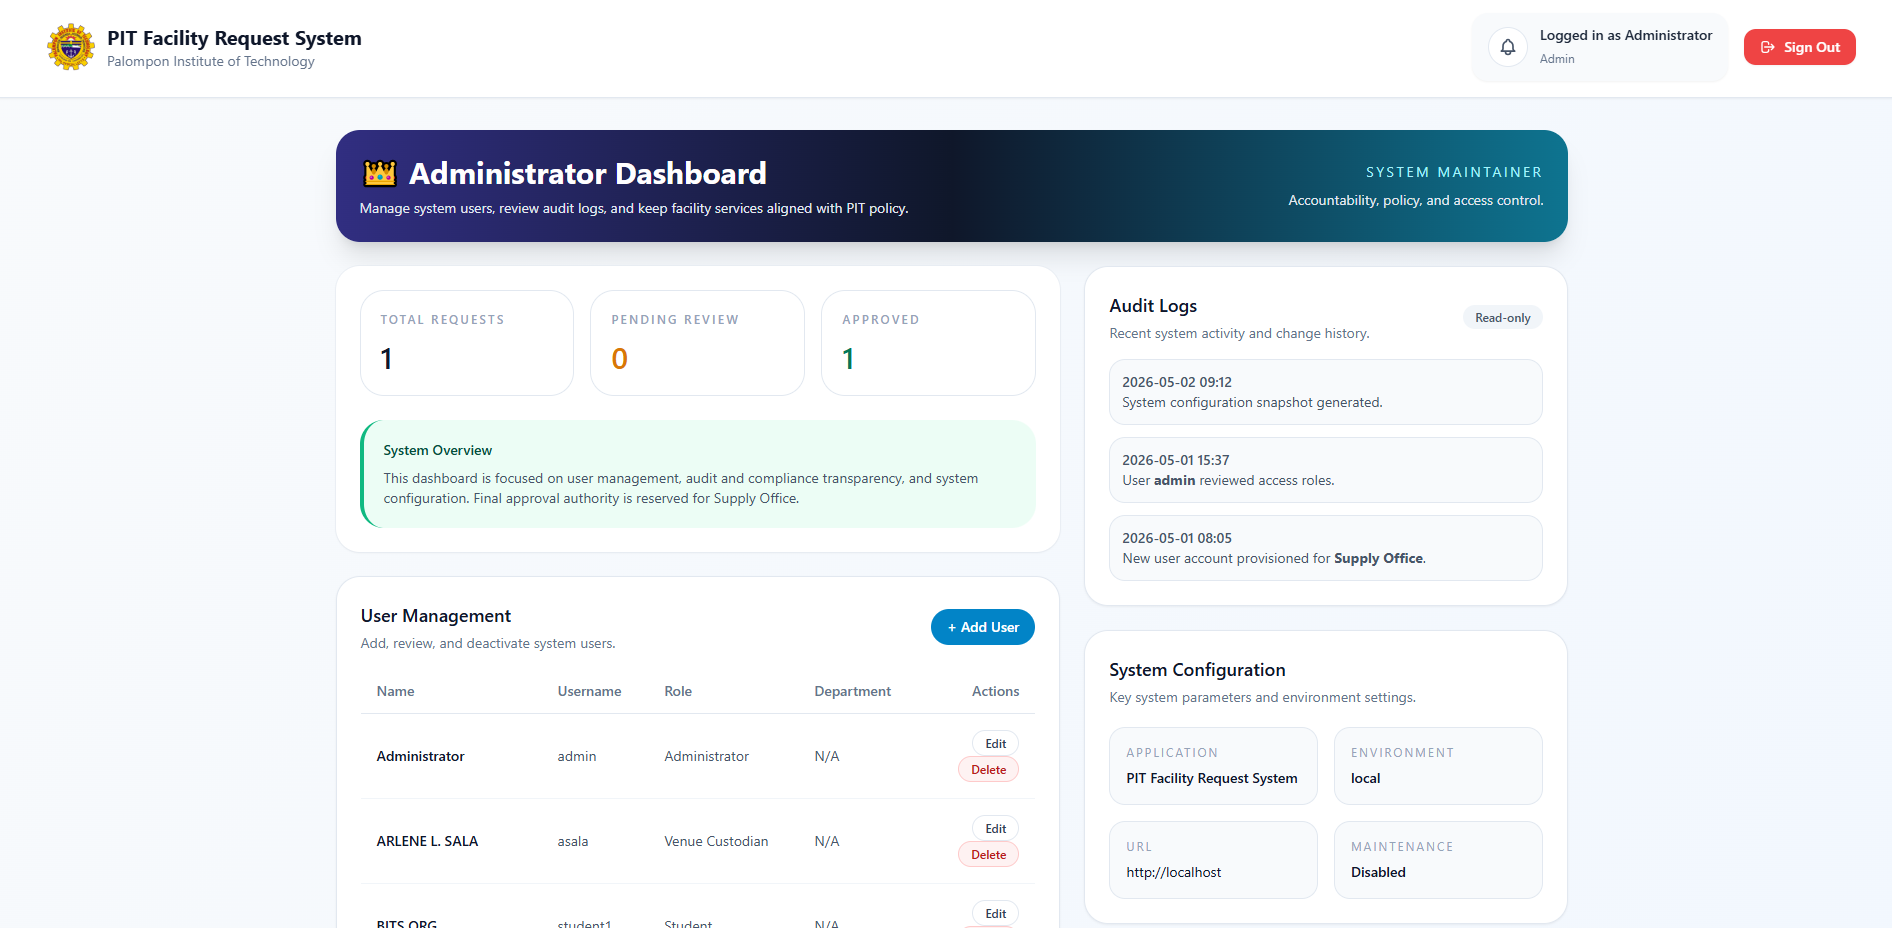 PIT Facility Request System
Palompon Institute of Technology
Logged in as Administrator
Admin
Sign Out
Administrator Dashboard
Manage system users, review audit logs, and keep facility services aligned with PIT policy.
SYSTEM MAINTAINER
Accountability, policy, and access control.
TOTAL REQUESTS
1
PENDING REVIEW
0
APPROVED
1
System Overview
This dashboard is focused on user management, audit and compliance transparency, and system
configuration. Final approval authority is reserved for Supply Office.
User Management
Add, review, and deactivate system users.
+ Add User
Name Username Role Department Actions
Administrator admin Administrator N/A Edit
Delete
ARLENE L. SALA asala Venue Custodian N/A Edit
Delete
BITS ORG student1 Student N/A Edit
Audit Logs
Recent system activity and change history.
Read-only
2026-05-02 09:12
System configuration snapshot generated.
2026-05-01 15:37
User admin reviewed access roles.
2026-05-01 08:05
New user account provisioned for Supply Office.
System Configuration
Key system parameters and environment settings.
APPLICATION
PIT Facility Request System
ENVIRONMENT
local
URL
http://localhost
MAINTENANCE
Disabled